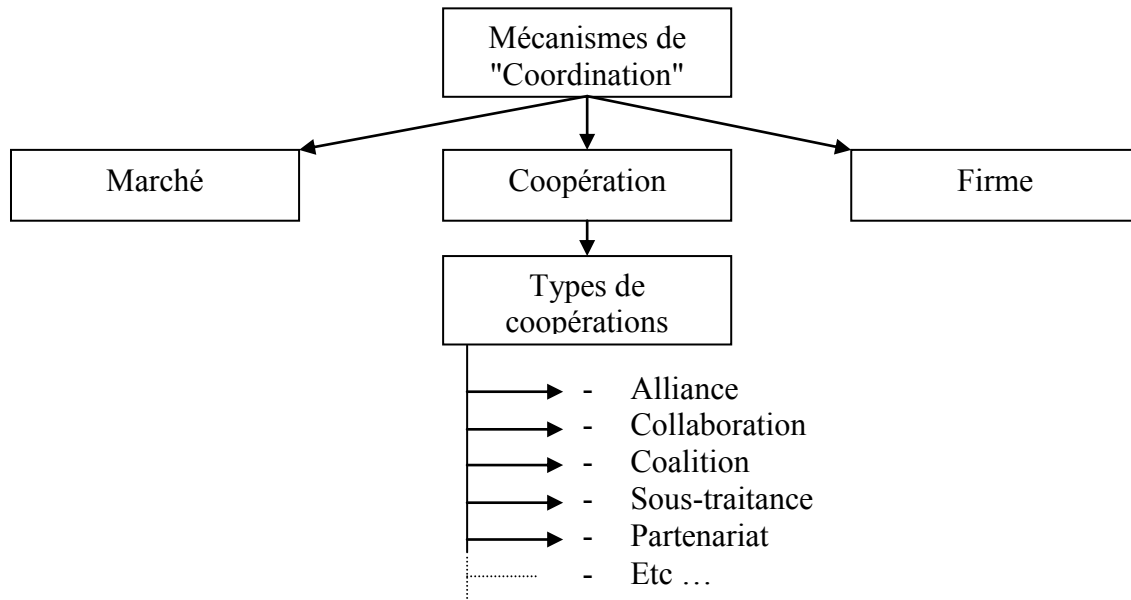 Mécanismes de
"Coordination"
Marché
Coopération
Firme
Types de
coopérations
- Alliance
- Collaboration
- Coalition
- Sous-traitance
- Partenariat
- Etc …